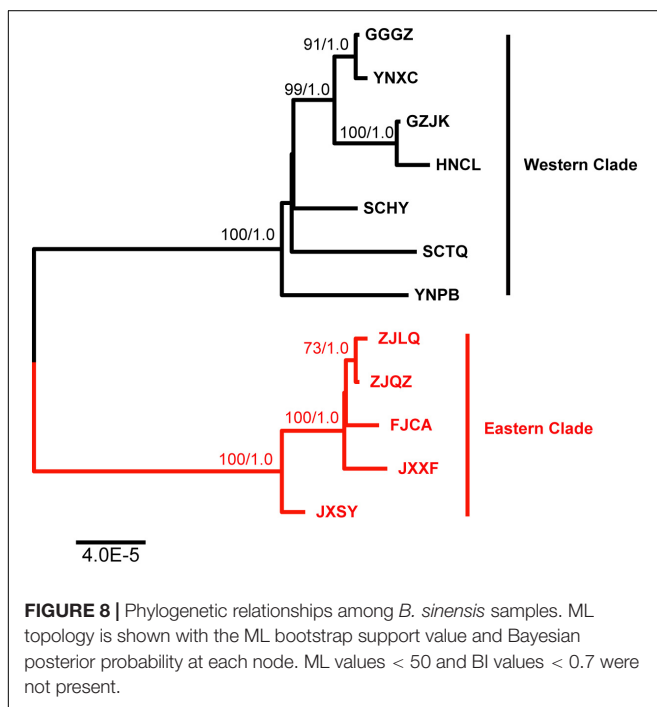 GGGZ
91/1.0
YNXC
99/1.0
GZJK
100/1.0
HNCL
Western Clade
SCHY
100/1.0
SCTQ
YNPB
ZJLQ
73/1.0
ZJQZ
100/1.0
FJCA
Eastern Clade
100/1.0
JXXF
JXSY
4.0E-5
FIGURE 8 | Phylogenetic relationships among B. sinensis samples. ML
topology is shown with the ML bootstrap support value and Bayesian
posterior probability at each node. ML values < 50 and BI values < 0.7 were
not present.